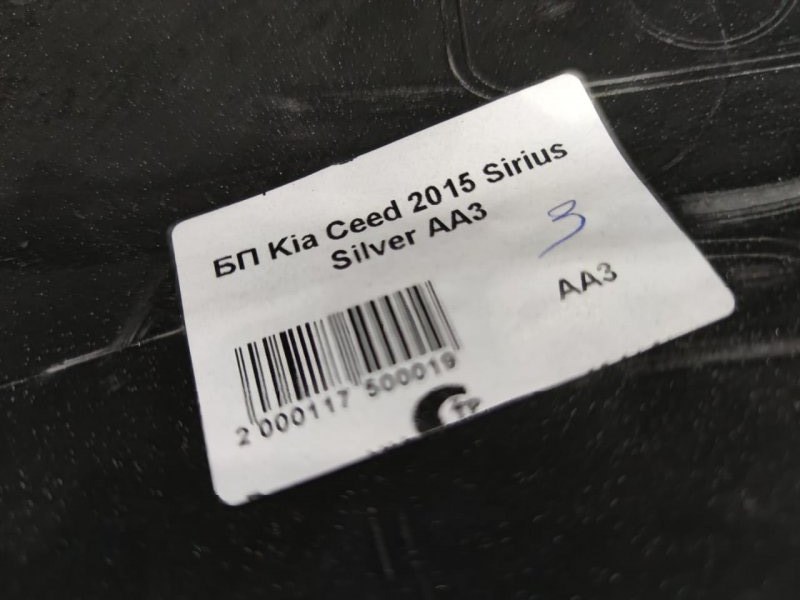 БП Kia Ceed 2015 Sirius
Silver AA3
3
AA3
2 000117 500019